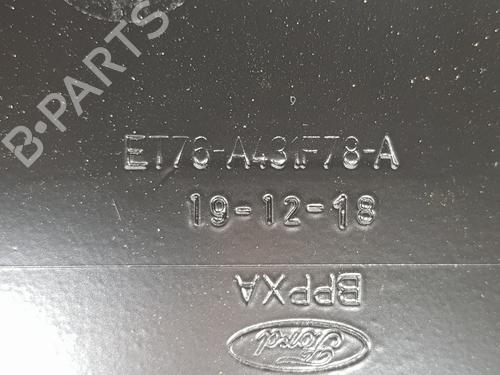 B-PARTS
ET76-A431F78-A
19-12-18
BPPXA
Ford